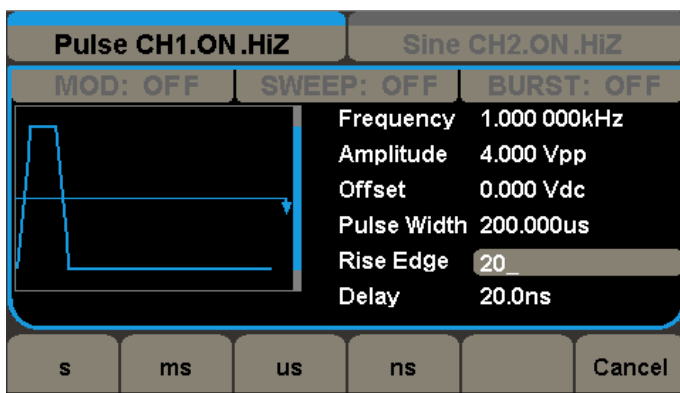 Pulse CH1.ON.HiZ Sine CH2.ON.HiZ
MOD: OFF SWEEP: OFF BURST: OFF
Frequency 1.000 000kHz
Amplitude 4.000 Vpp
Offset 0.000 Vdc
Pulse Width 200.000us
Rise Edge 20_
Delay 20.0ns
s ms us ns Cancel